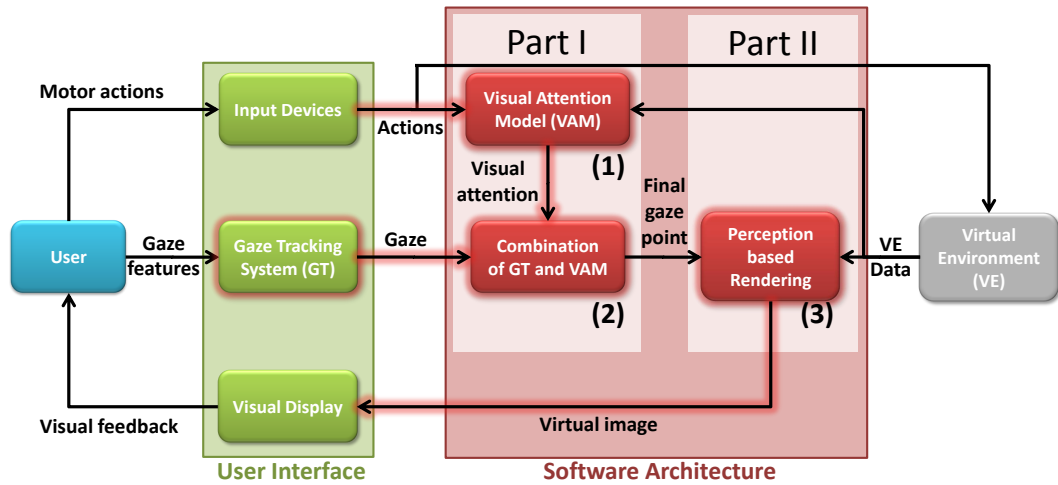 Part I
Part II
Motor actions
Input Devices
Actions
Visual Attention
Model (VAM)
(1)
Visual
attention
Final
gaze
point
User
Gaze
features
Gaze Tracking
System (GT)
Gaze
Combination
of GT and VAM
(2)
Perception
based
Rendering
(3)
VE
Data
Virtual
Environment
(VE)
Visual feedback
Visual Display
Virtual image
User Interface
Software Architecture